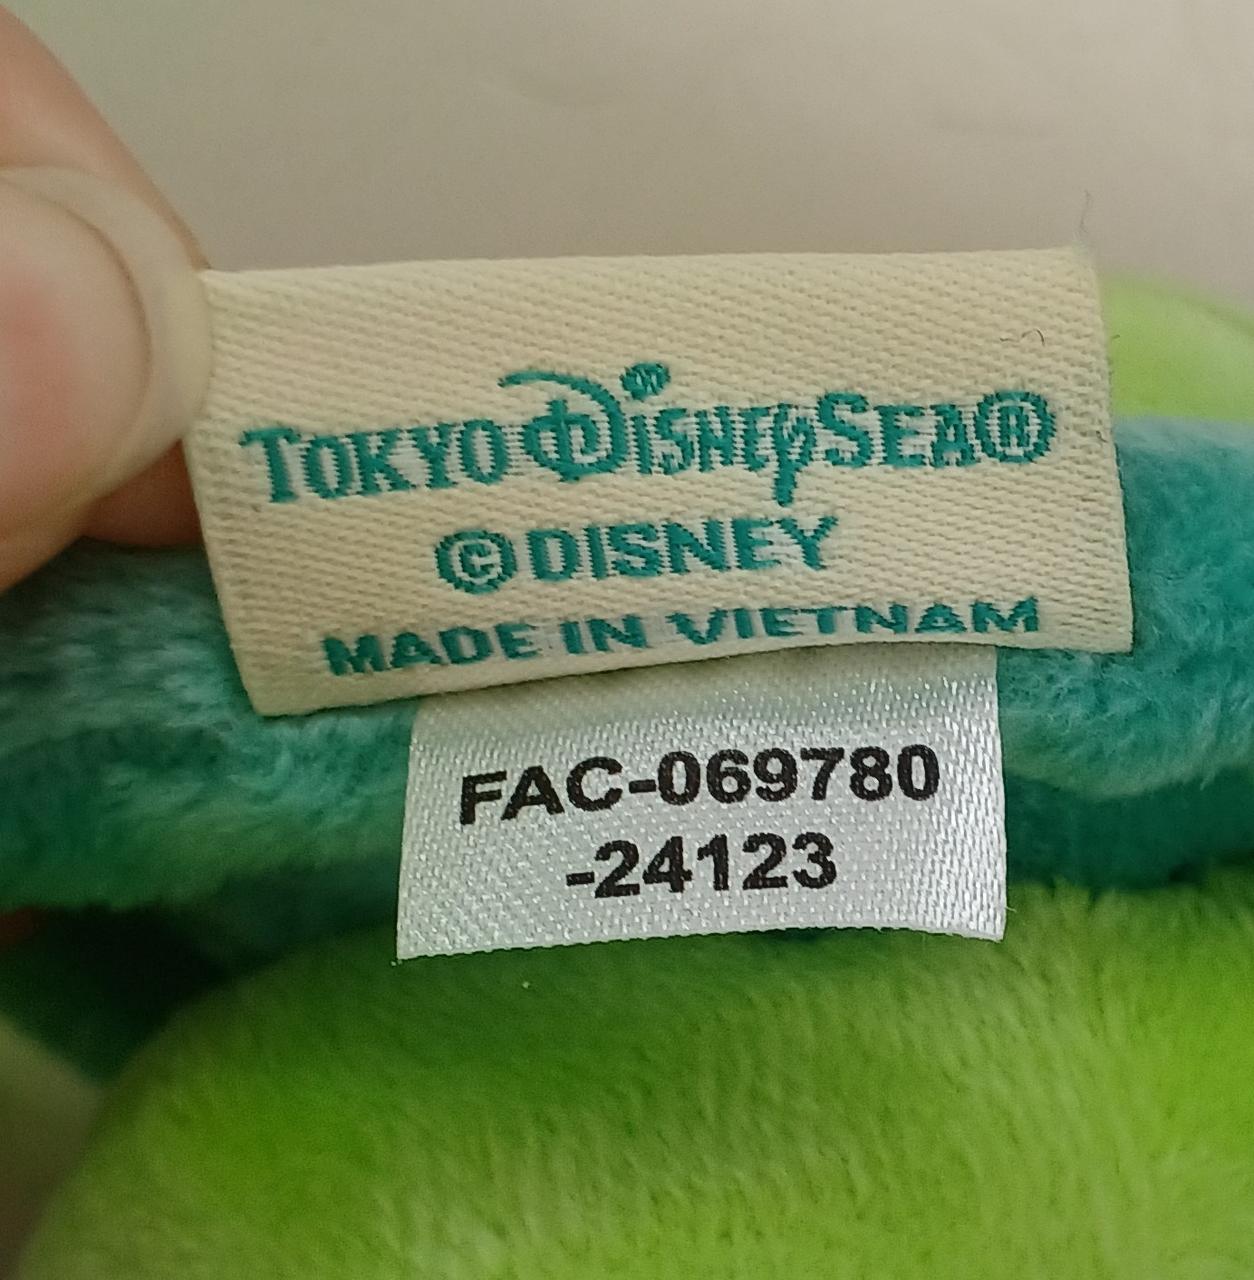 TOKYO DISNEYSEA®
©DISNEY
MADE IN VIETNAM
FAC-069780
-24123